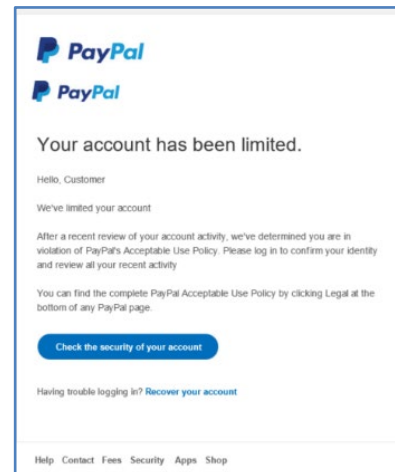 PayPal
PayPal
Your account has been limited.
Hello, Customer
We've limited your account
After a recent review of your account activity, we've determined you are in
violation of PayPal's Acceptable Use Policy. Please log in to confirm your identity
and review all your recent activity
You can find the complete PayPal Acceptable Use Policy by clicking Legal at the
bottom of any PayPal page.
Check the security of your account
Having trouble logging in? Recover your account
Help Contact Fees Security Apps Shop